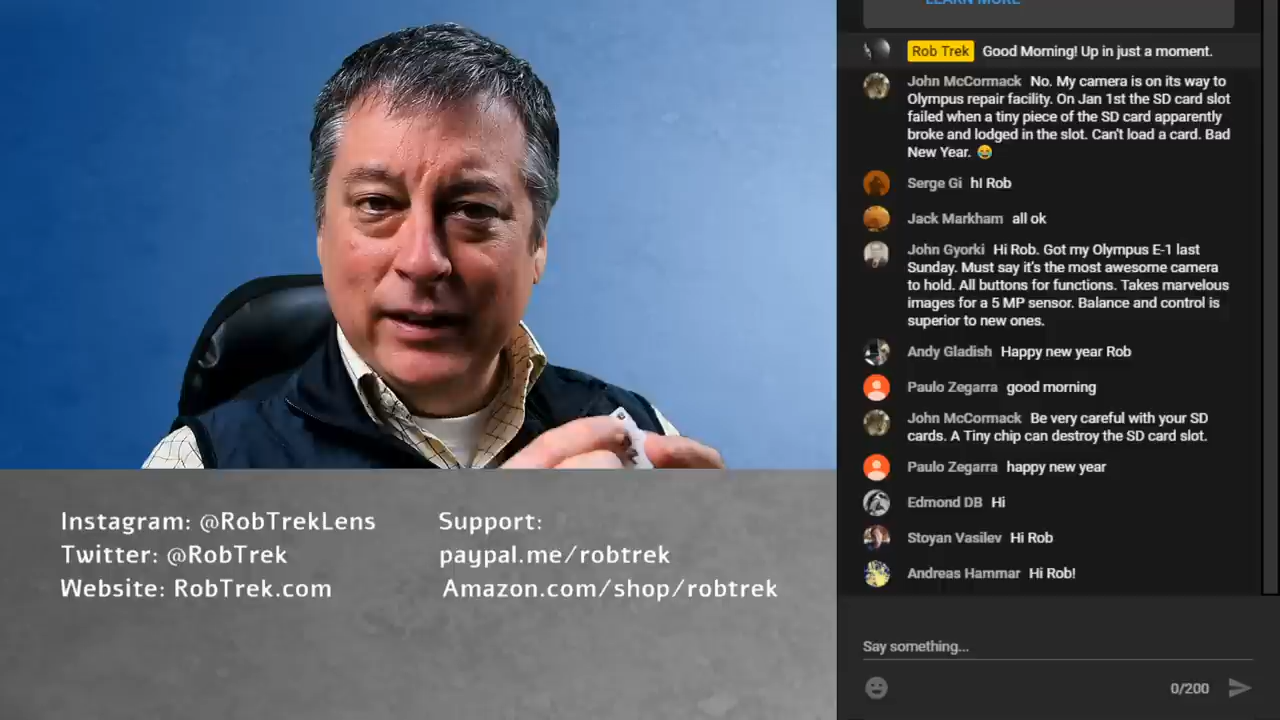 LEARN MORE
Rob Trek Good Morning! Up in just a moment.
John McCormack No. My camera is on its way to
Olympus repair facility. On Jan 1st the SD card slot
failed when a tiny piece of the SD card apparently
broke and lodged in the slot. Can't load a card. Bad
New Year. 😂
Serge Gi hI Rob
Jack Markham all ok
John Gyorki Hi Rob. Got my Olympus E-1 last
Sunday. Must say it's the most awesome camera
to hold. All buttons for functions. Takes marvelous
images for a 5 MP sensor. Balance and control is
superior to new ones.
Andy Gladish Happy new year Rob
Paulo Zegarra good morning
John McCormack Be very careful with your SD
cards. A Tiny chip can destroy the SD card slot.
Paulo Zegarra happy new year
Edmond DB Hi
Stoyan Vasilev Hi Rob
Andreas Hammar Hi Rob!
Say something...
0/200
Instagram: @RobTrekLens
Twitter: @RobTrek
Website: RobTrek.com
Support:
paypal.me/robtrek
Amazon.com/shop/robtrek